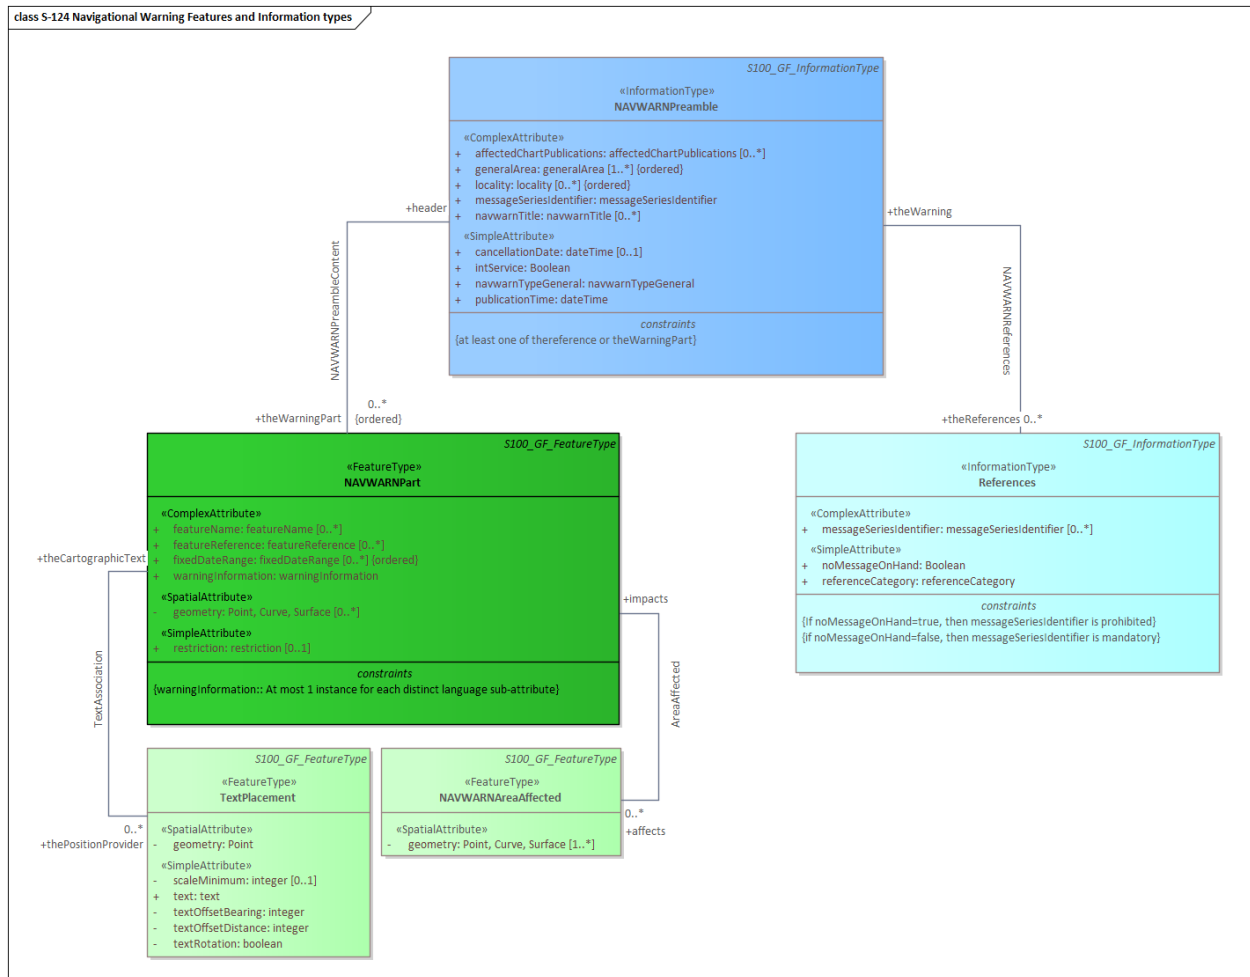 class S-124 Navigational Warning Features and Information types
S100_GF_InformationType
«InformationType»
NAVWARNPreamble
«ComplexAttribute»
+ affectedChartPublications: affectedChartPublications [0..*]
+ generalArea: generalArea [1..*] {ordered}
+ locality: locality [0..*] {ordered}
+ messageSeriesIdentifier: messageSeriesIdentifier
+ navwarnTitle: navwarnTitle [0..*]
«SimpleAttribute»
+ cancellationDate: dateTime [0..1]
+ intService: Boolean
+ navwarnTypeGeneral: navwarnTypeGeneral
+ publicationTime: dateTime
constraints
{at least one of thereference or theWarningPart}
+header
+theWarning
NAVWARNPreambleContent
NAVWARNReferences
0..*
+theWarningPart
{ordered}
+theReferences 0..*
S100_GF_FeatureType
«FeatureType»
NAVWARNPart
«ComplexAttribute»
+ featureName: featureName [0..*]
+ featureReference: featureReference [0..*]
+ fixedDateRange: fixedDateRange [0..*] {ordered}
+ warningInformation: warningInformation
«SpatialAttribute»
- geometry: Point, Curve, Surface [0..*]
«SimpleAttribute»
+ restriction: restriction [0..1]
constraints
{warningInformation:: At most 1 instance for each distinct language sub-attribute}
S100_GF_InformationType
«InformationType»
References
«ComplexAttribute»
+ messageSeriesIdentifier: messageSeriesIdentifier [0..*]
«SimpleAttribute»
+ noMessageOnHand: Boolean
+ referenceCategory: referenceCategory
constraints
{If noMessageOnHand=true, then messageSeriesIdentifier is prohibited}
{if noMessageOnHand=false, then messageSeriesIdentifier is mandatory}
+theCartographicText
+impacts
TextAssociation
AreaAffected
S100_GF_FeatureType
«FeatureType»
TextPlacement
«SpatialAttribute»
- geometry: Point
«SimpleAttribute»
- scaleMinimum: integer [0..1]
+ text: text
- textOffsetBearing: integer
- textOffsetDistance: integer
- textRotation: boolean
0..*
+thePositionProvider
S100_GF_FeatureType
«FeatureType»
NAVWARNAreaAffected
«SpatialAttribute»
- geometry: Point, Curve, Surface [1..*]
0..*
+affects